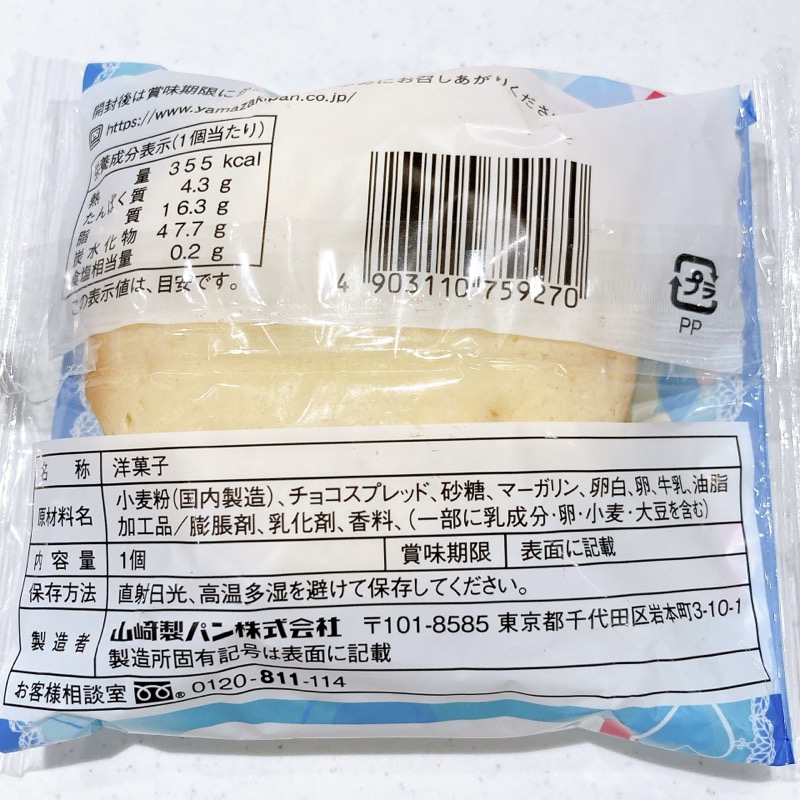 開封後は賞味期限に
にお召しあがりくださ
https://www.yamazakipan.co.jp/
栄養成分表示(1個当たり)
熱量 355 kcal
たんぱく質 4.3 g
脂質 16.3 g
炭水化物 47.7 g
食塩相当量 0.2 g
この表示値は、目安です。
4 903110 759270
プラ
PP
名称 洋菓子
原材料名 小麦粉(国内製造)、チョコスプレッド、砂糖、マーガリン、卵白、卵、牛乳、油脂
加工品/膨脹剤、乳化剤、香料、(一部に乳成分・卵・小麦・大豆を含む)
内容量 1個 賞味期限 表面に記載
保存方法 直射日光、高温多湿を避けて保存してください。
製造者 山崎製パン株式会社 〒101-8585 東京都千代田区岩本町3-10-1
製造所固有記号は表面に記載
お客様相談室 ® 0120-811-114